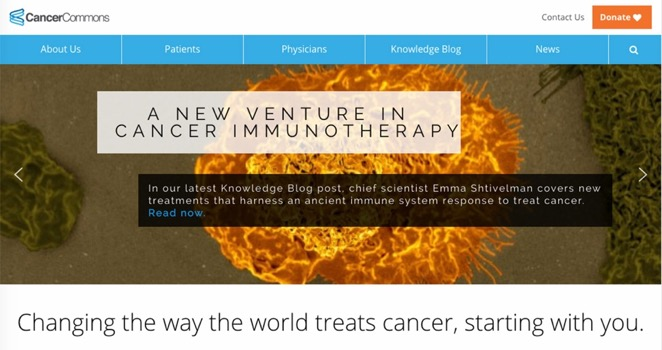 CancerCommons
Contact Us
Donate
About Us
Patients
Physicians
Knowledge Blog
News
A NEW VENTURE IN
CANCER IMMUNOTHERAPY
In our latest Knowledge Blog post, chief scientist Emma Shtivelman covers new
treatments that harness an ancient immune system response to treat cancer.
Read now.
Changing the way the world treats cancer, starting with you.